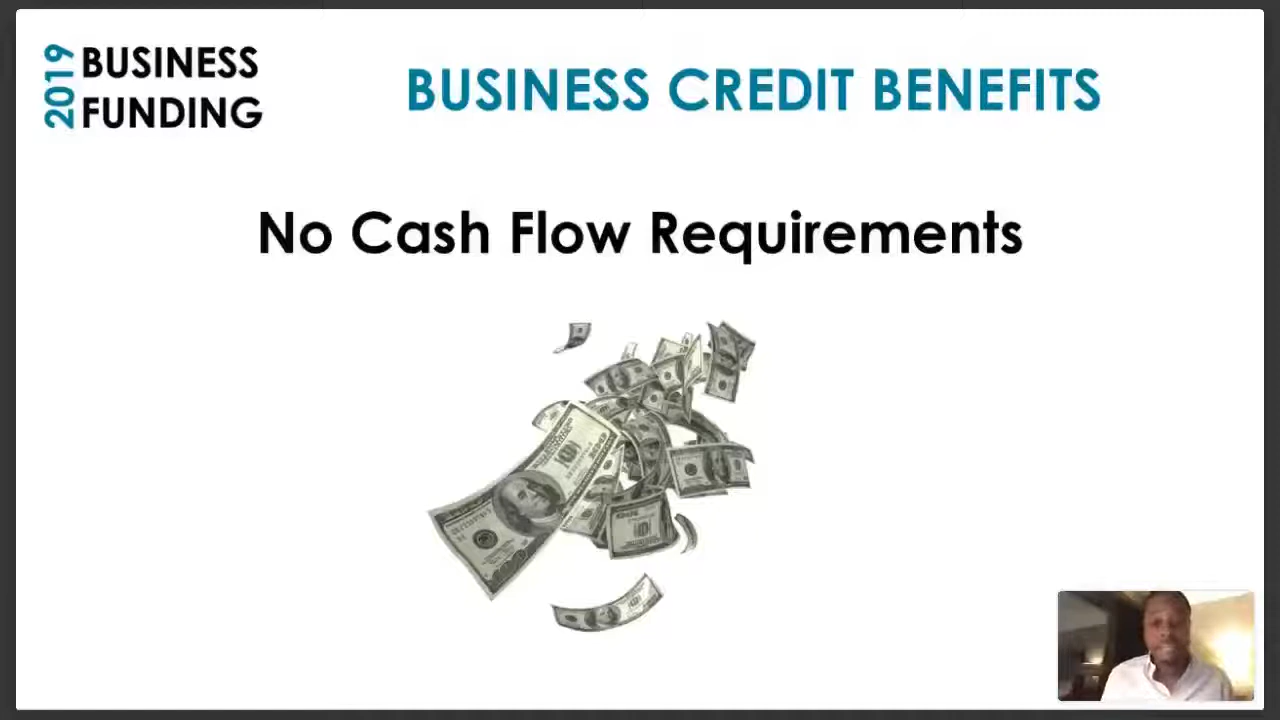 2019
BUSINESS
FUNDING
BUSINESS CREDIT BENEFITS
No Cash Flow Requirements